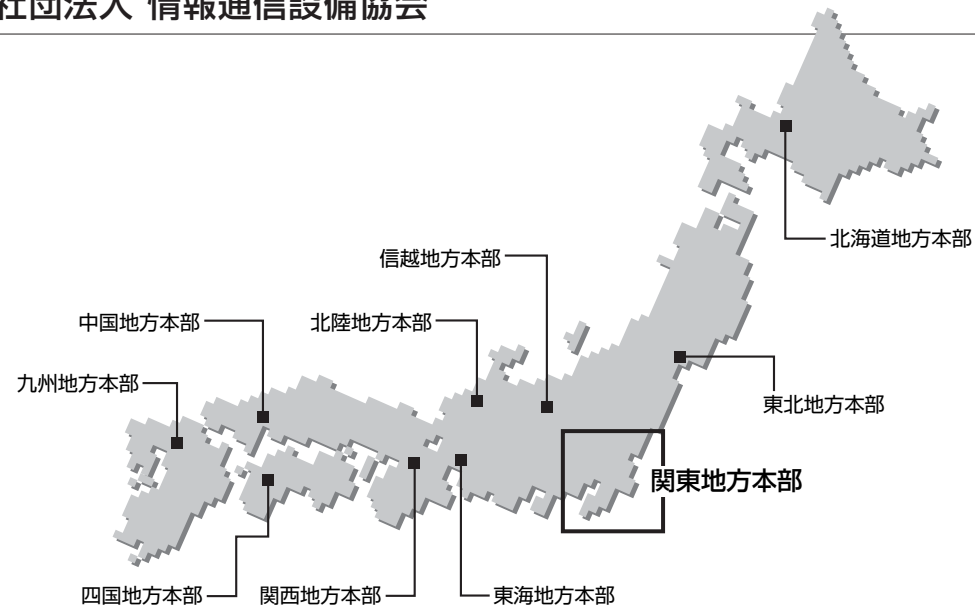 社団法人 情報通信設備協会
北海道地方本部
信越地方本部
中国地方本部
北陸地方本部
九州地方本部
東北地方本部
関東地方本部
四国地方本部
関西地方本部
東海地方本部